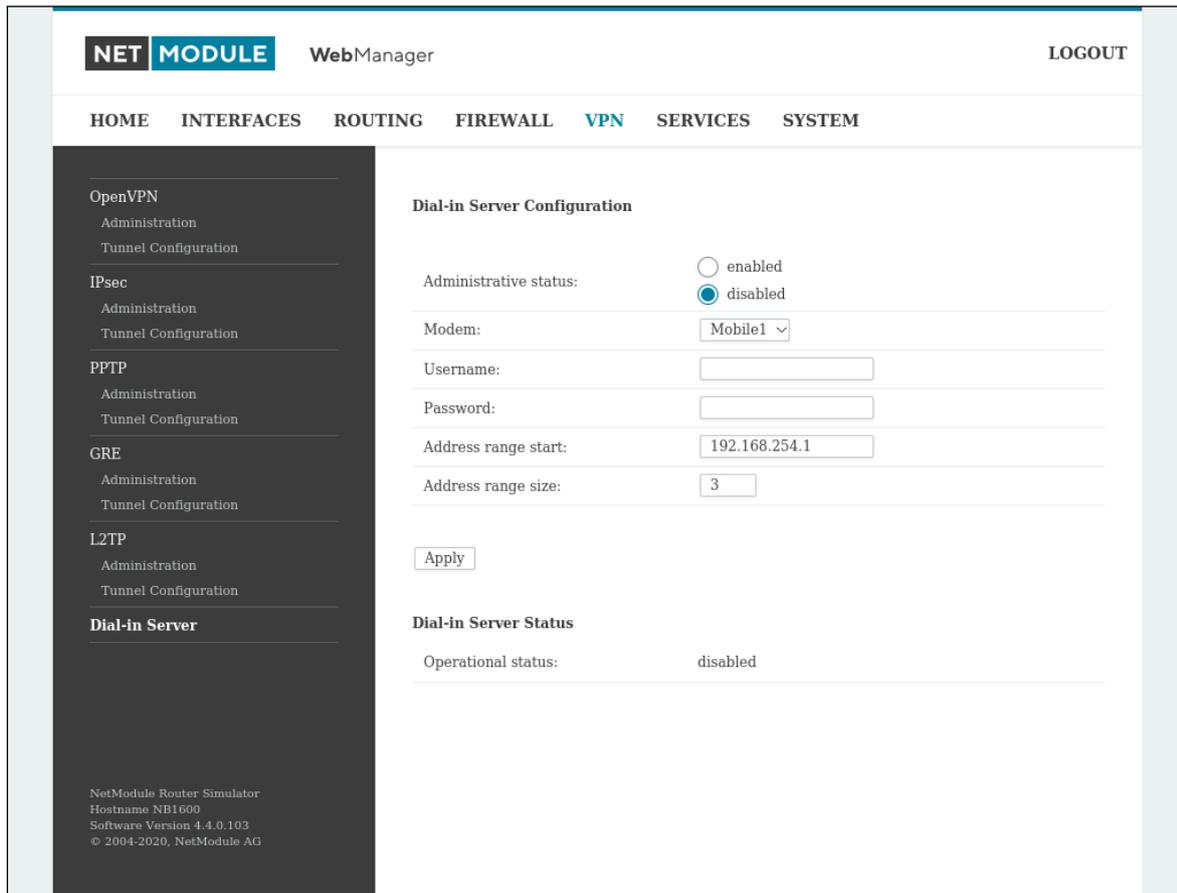 NET MODULE WebManager LOGOUT
HOME INTERFACES ROUTING FIREWALL VPN SERVICES SYSTEM
OpenVPN
Administration
Tunnel Configuration
IPsec
Administration
Tunnel Configuration
PPTP
Administration
Tunnel Configuration
GRE
Administration
Tunnel Configuration
L2TP
Administration
Tunnel Configuration
Dial-in Server
NetModule Router Simulator
Hostname NB1600
Software Version 4.4.0.103
© 2004-2020, NetModule AG
Dial-in Server Configuration
Administrative status:
enabled
disabled
Modem: Mobile1
Username:
Password:
Address range start: 192.168.254.1
Address range size: 3
Apply
Dial-in Server Status
Operational status: disabled